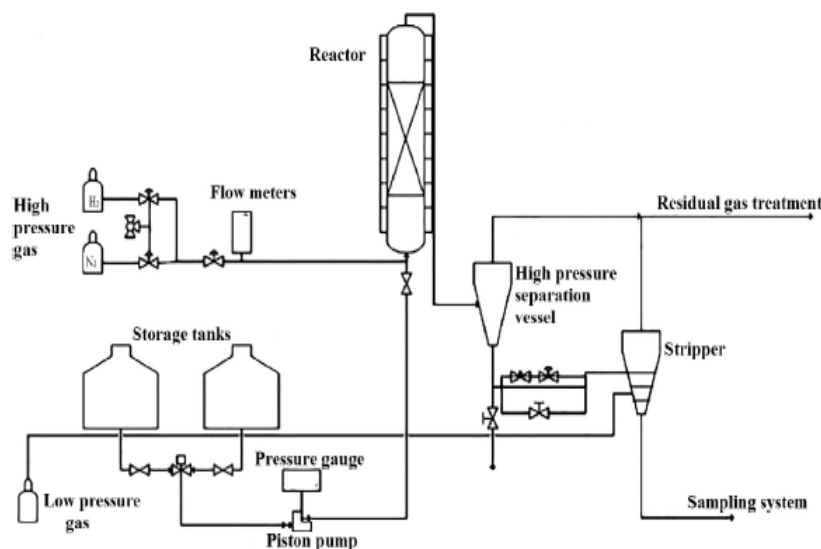 Reactor
H₂
High
pressure
gas
N₂
Flow meters
Residual gas treatment
High pressure
separation
vessel
Storage tanks
Stripper
Pressure gauge
Low pressure
gas
Piston pump
Sampling system